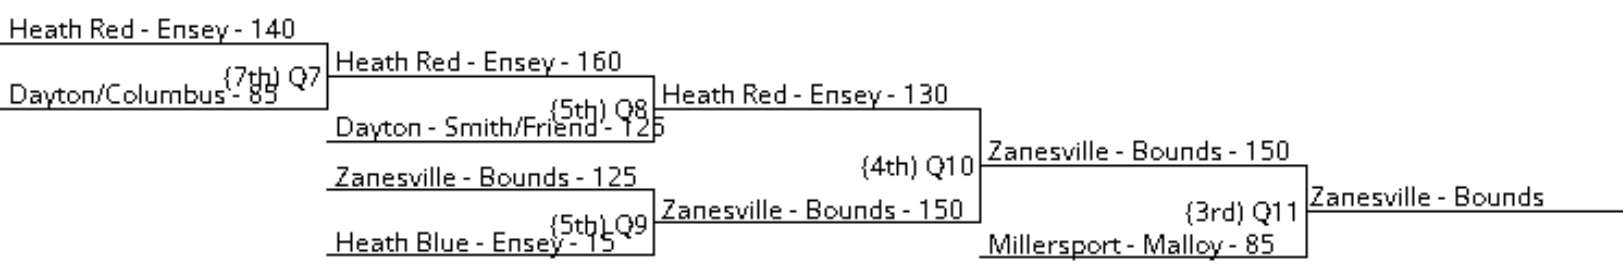 Heath Red - Ensey - 140
(7th) Q7
Dayton/Columbus - 85
Heath Red - Ensey - 160
(5th) Q8
Dayton - Smith/Friend - 125
Heath Red - Ensey - 130
Zanesville - Bounds - 125
(5th) Q9
Heath Blue - Ensey - 15
(4th) Q10
Zanesville - Bounds - 150
Zanesville - Bounds - 150
(3rd) Q11
Millersport - Malloy - 85
Zanesville - Bounds